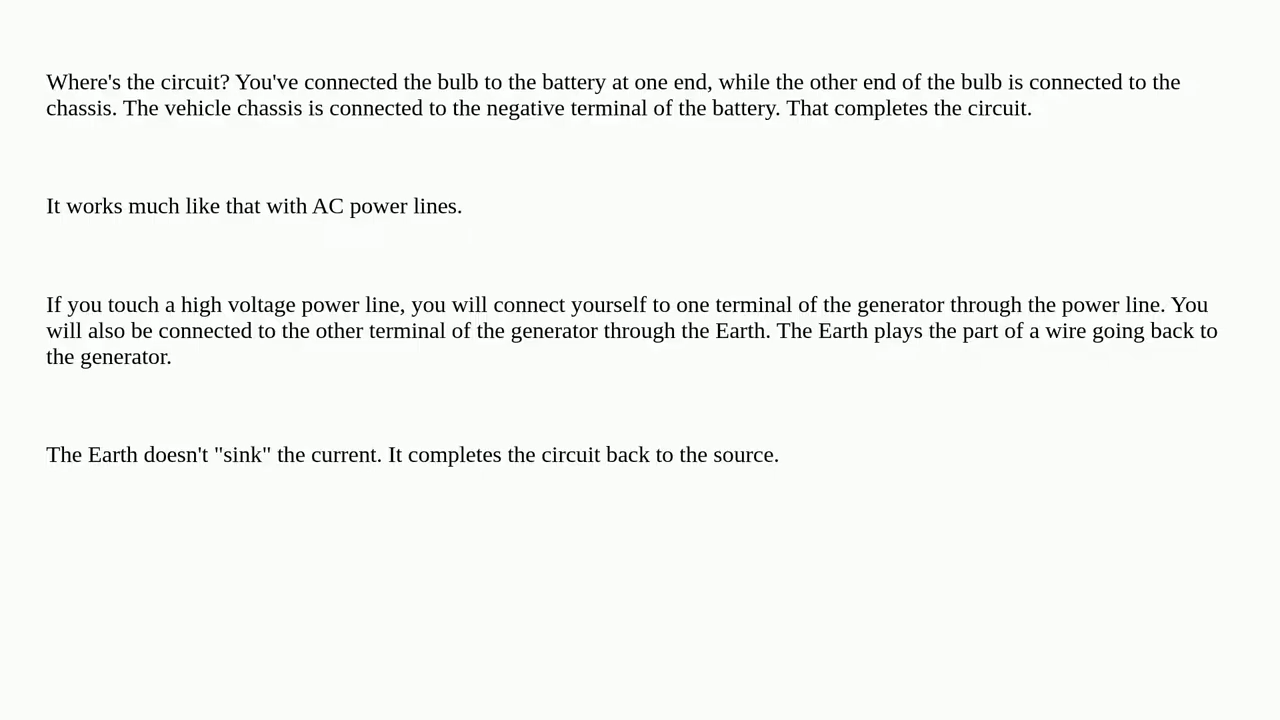 Where's the circuit? You've connected the bulb to the battery at one end, while the other end of the bulb is connected to the
chassis. The vehicle chassis is connected to the negative terminal of the battery. That completes the circuit.
It works much like that with AC power lines.
If you touch a high voltage power line, you will connect yourself to one terminal of the generator through the power line. You
will also be connected to the other terminal of the generator through the Earth. The Earth plays the part of a wire going back to
the generator.
The Earth doesn't "sink" the current. It completes the circuit back to the source.